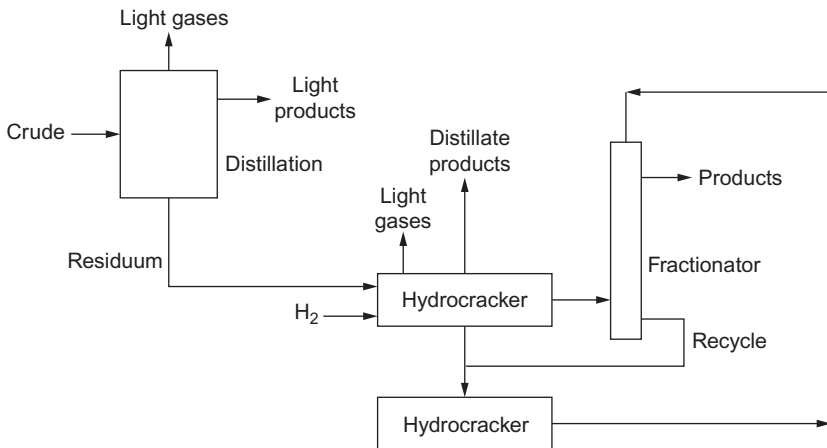 Light gases
Light
products
Crude
Distillation
Distillate
products
Products
Light
gases
Residuum
Fractionator
Hydrocracker
H2
Recycle
Hydrocracker